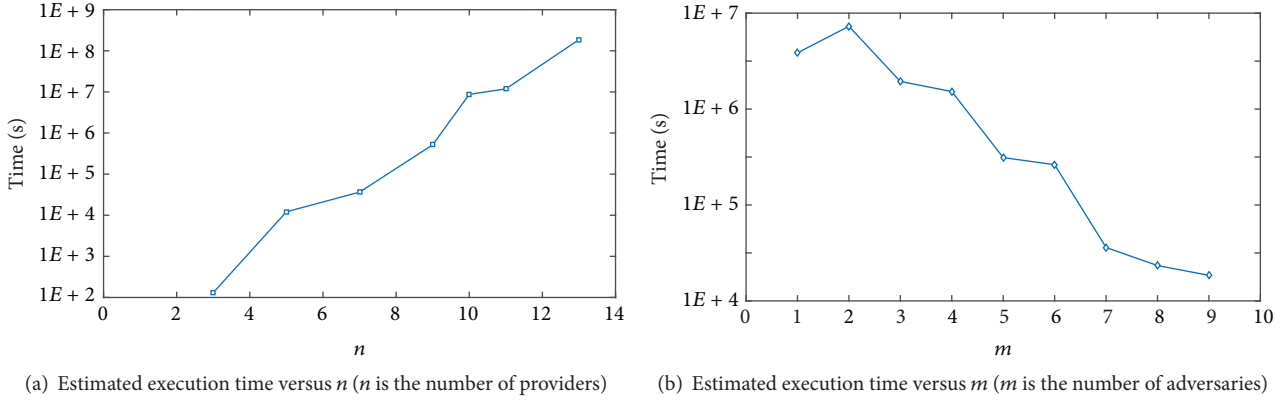 1E + 9
1E + 8
1E + 7
1E + 6
1E + 5
1E + 4
1E + 3
1E + 2
Time (s)
0 2 4 6 8 10 12 14
n
(a) Estimated execution time versus n (n is the number of providers)
1E + 7
1E + 6
1E + 5
1E + 4
Time (s)
0 1 2 3 4 5 6 7 8 9 10
m
(b) Estimated execution time versus m (m is the number of adversaries)